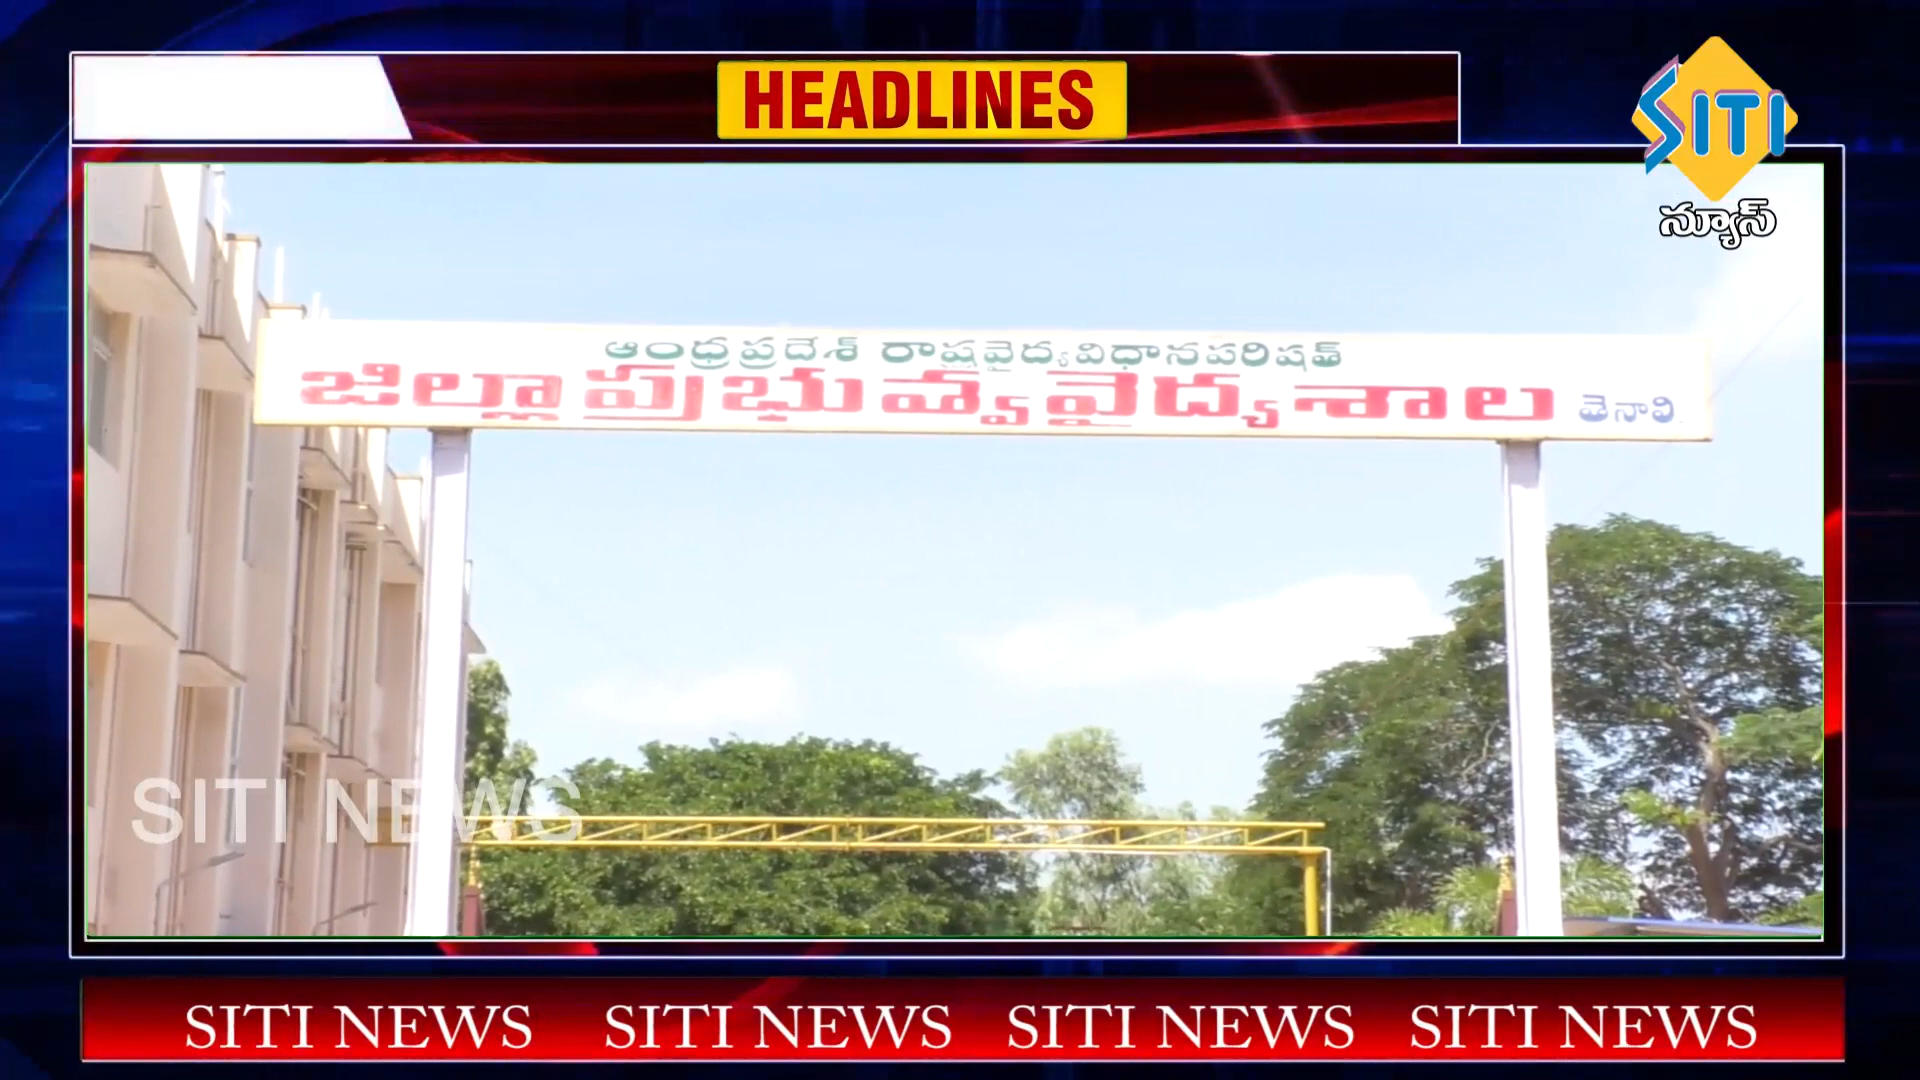 HEADLINES
SITI
న్యూస్
ఆంధ్రప్రదేశ్ రాష్ట్రవైద్యవిధానపరిషత్
జిల్లా ప్రభుత్వవైద్యశాల తెనాలి.
SITI NEWS
SITI NEWS SITI NEWS SITI NEWS SITI NEWS